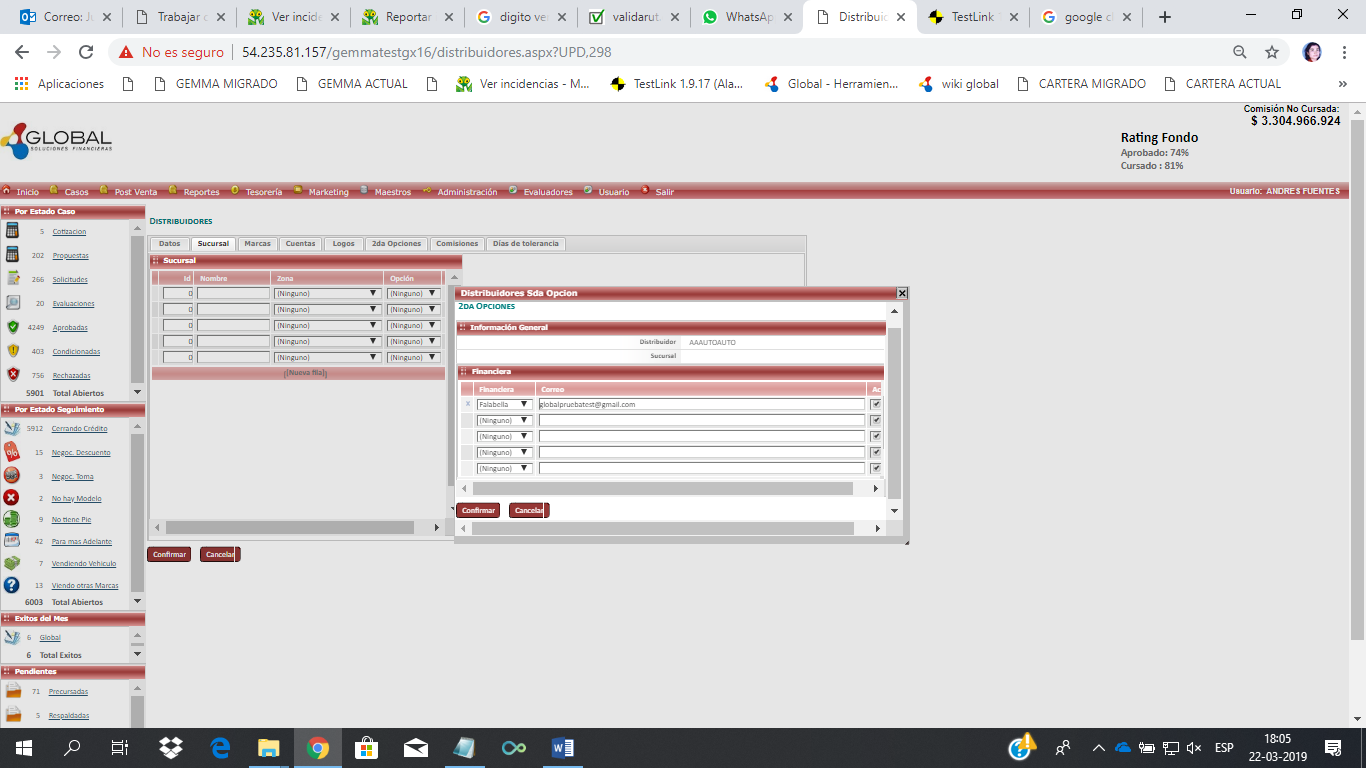 Correo: Ju
Trabajar c
Ver incide
Reportar
digito ver
validarut.
WhatsAp
Distribuid
TestLink 1
google cl
No es seguro | 54.235.81.157/gemmatestgx16/distribuidores.aspx?UPD,298
Aplicaciones
GEMMA MIGRADO
GEMMA ACTUAL
Ver incidencias - M...
TestLink 1.9.17 (Ala...
Global - Herramien...
wiki global
CARTERA MIGRADO
CARTERA ACTUAL
»
Comisión No Cursada:
$ 3.304.966.924
GLOBAL
SOLUCIONES FINANCIERAS
Rating Fondo
Aprobado: 74%
Cursado : 81%
Inicio Casos Post Venta Reportes Tesorería Marketing Maestros Administración Evaluadores Usuario Salir
Usuario: ANDRES FUENTES
Por Estado Caso
5 Cotizacion
202 Propuestas
266 Solicitudes
20 Evaluaciones
4249 Aprobadas
403 Condicionadas
756 Rechazadas
5901 Total Abiertos
Por Estado Seguimiento
5912 Cerrando Crédito
15 Negoc. Descuento
3 Negoc. Toma
2 No hay Modelo
9 No tiene Pie
42 Para mas Adelante
7 Vendiendo Vehiculo
13 Viendo otras Marcas
6003 Total Abiertos
Exitos del Mes
6 Global
6 Total Exitos
Pendientes
71 Precursadas
5 Respaldadas
DISTRIBUIDORES
Datos Sucursal Marcas Cuentas Logos 2da Opciones Comisiones Días de tolerancia
Sucursal
Id Nombre Zona Opción
0 (Ninguno) (Ninguno)
0 (Ninguno) (Ninguno)
0 (Ninguno) (Ninguno)
0 (Ninguno) (Ninguno)
0 (Ninguno) (Ninguno)
[(Nueva fila)]
Confirmar Cancelar
Distribuidores Sda Opcion
2DA OPCIONES
Información General
Distribuidor AAAUTOAUTO
Sucursal
Financiera
Financiera Correo Ac
x Falabella globalpruebatest@gmail.com
(Ninguno)
(Ninguno)
(Ninguno)
(Ninguno)
Confirmar Cancelar
ESP
18:05
22-03-2019